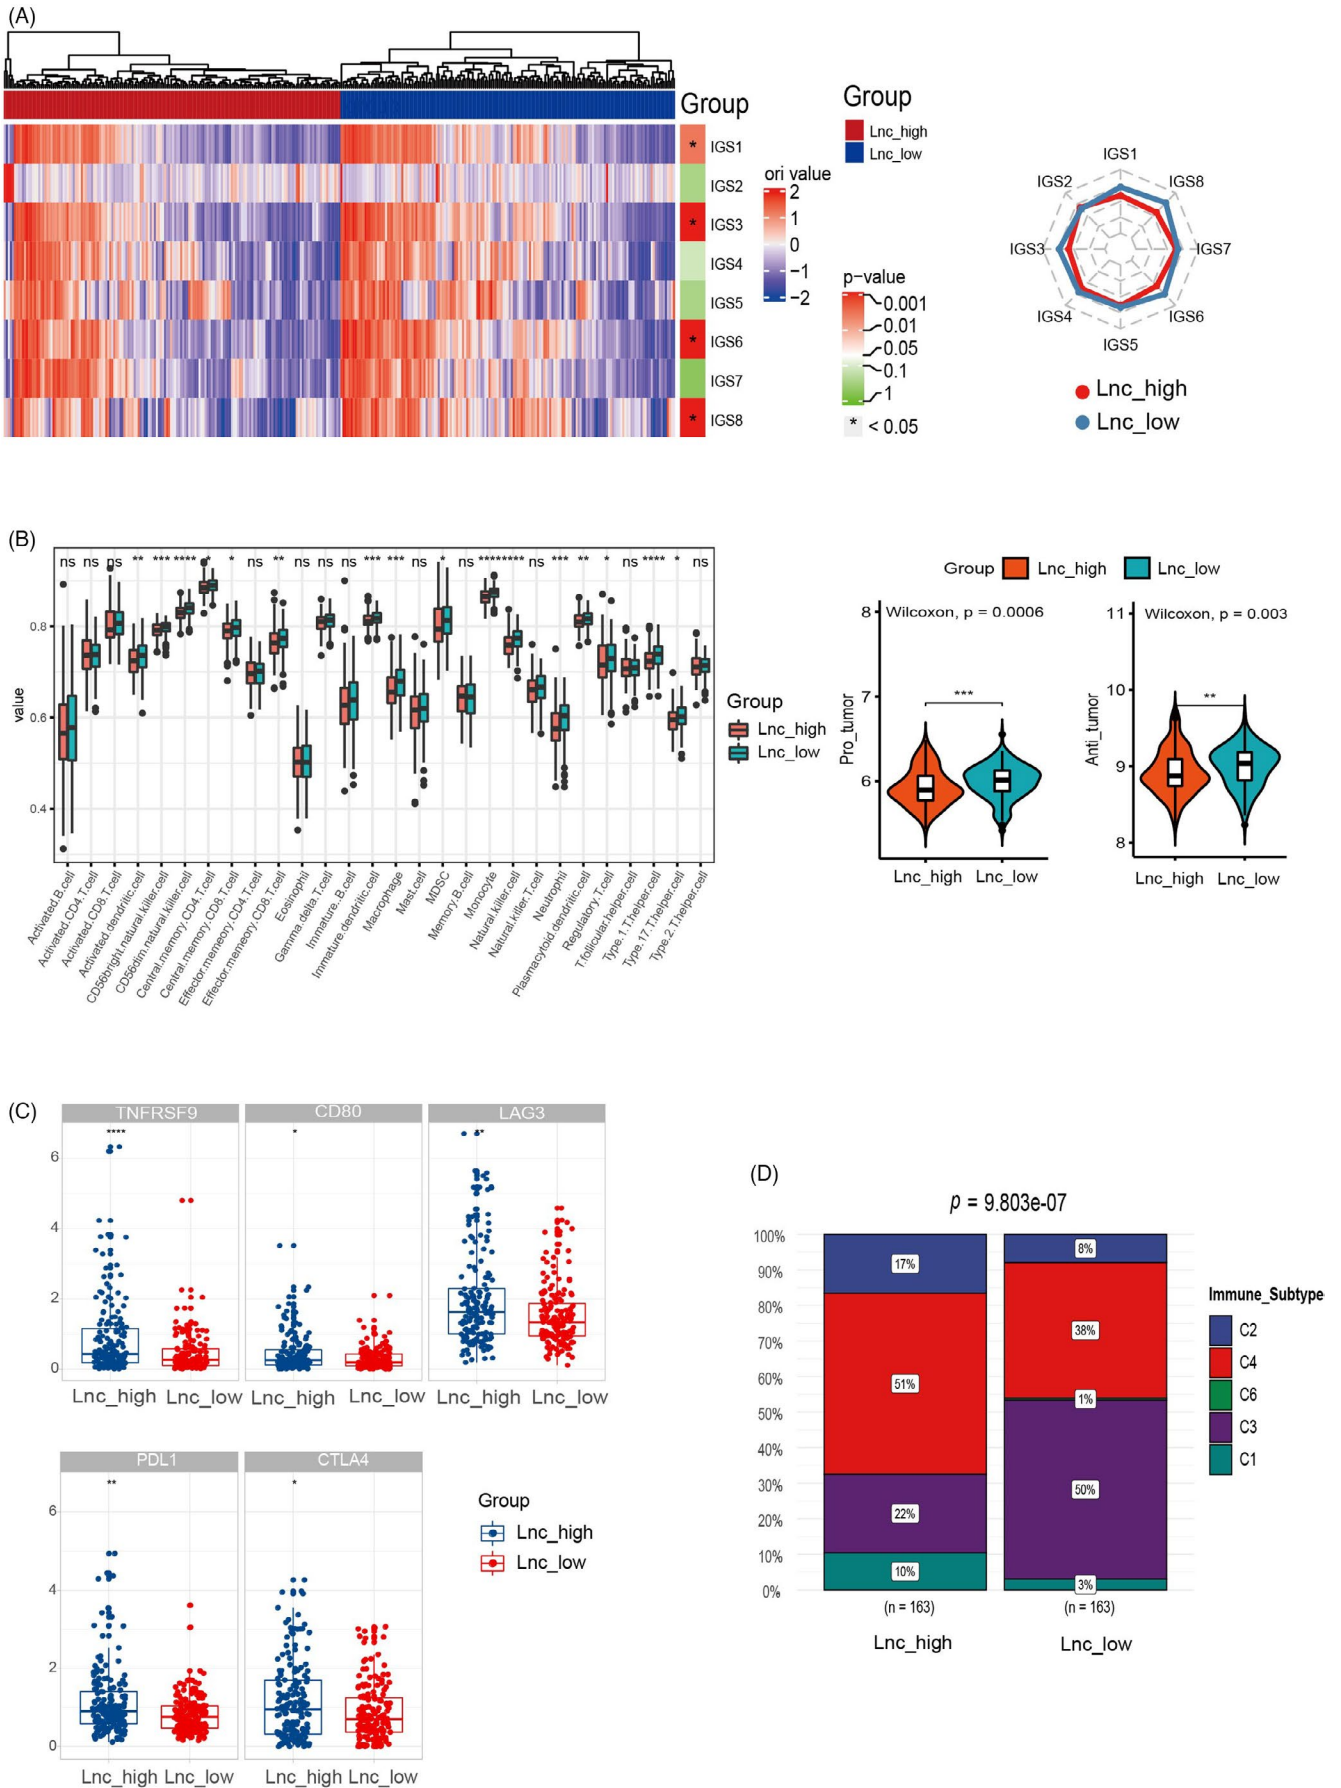 (A)
Group
IGS1
IGS2
IGS3
IGS4
IGS5
IGS6
IGS7
IGS8
*
*
*
*
ori value
2
1
0
−1
−2
Group
Lnc_high
Lnc_low
p−value
0.001
0.01
0.05
0.1
1
* < 0.05
IGS1
IGS2
IGS8
IGS3
IGS7
IGS4
IGS6
IGS5
Lnc_high
Lnc_low
(B)
ns ns ns ** *** **** * * ns ** ns ns ns *** *** ns * ns **** **** ns *** ** * ns **** * ns
value
0.8
0.6
0.4
Activated.B.cell
Activated.CD4.T.cell
Activated.CD8.T.cell
Activated.dendritic.cell
CD56bright.natural.killer.cell
CD56dim.natural.killer.cell
Central.memory.CD4.T.cell
Central.memory.CD8.T.cell
Effector.memeory.CD4.T.cell
Effector.memeory.CD8.T.cell
Eosinophil
Gamma.delta.T.cell
Immature..B.cell
Immature.dendritic.cell
Macrophage
Mast.cell
MDSC
Memory.B.cell
Monocyte
Natural.killer.cell
Natural.killer.T.cell
Neutrophil
Plasmacytoid.dendritic.cell
Regulatory.T.cell
T.follicular.helper.cell
Type.1.T.helper.cell
Type.17.T.helper.cell
Type.2.T.helper.cell
Group
Lnc_high
Lnc_low
Group Lnc_high Lnc_low
Wilcoxon, p = 0.0006
***
Pro_tumor
8
7
6
Lnc_high Lnc_low
Wilcoxon, p = 0.003
**
Anti_tumor
11
10
9
8
Lnc_high Lnc_low
(C)
TNFRSF9 CD80 LAG3
**** * **
6
4
2
0
Lnc_high Lnc_low Lnc_high Lnc_low Lnc_high Lnc_low
PDL1 CTLA4
** *
6
4
2
0
Lnc_high Lnc_low Lnc_high Lnc_low
Group
Lnc_high
Lnc_low
(D)
p = 9.803e-07
100%
90%
80%
70%
60%
50%
40%
30%
20%
10%
0%
17%
51%
22%
10%
8%
38%
1%
50%
3%
(n = 163) (n = 163)
Lnc_high Lnc_low
Immune_Subtype
C2
C4
C6
C3
C1